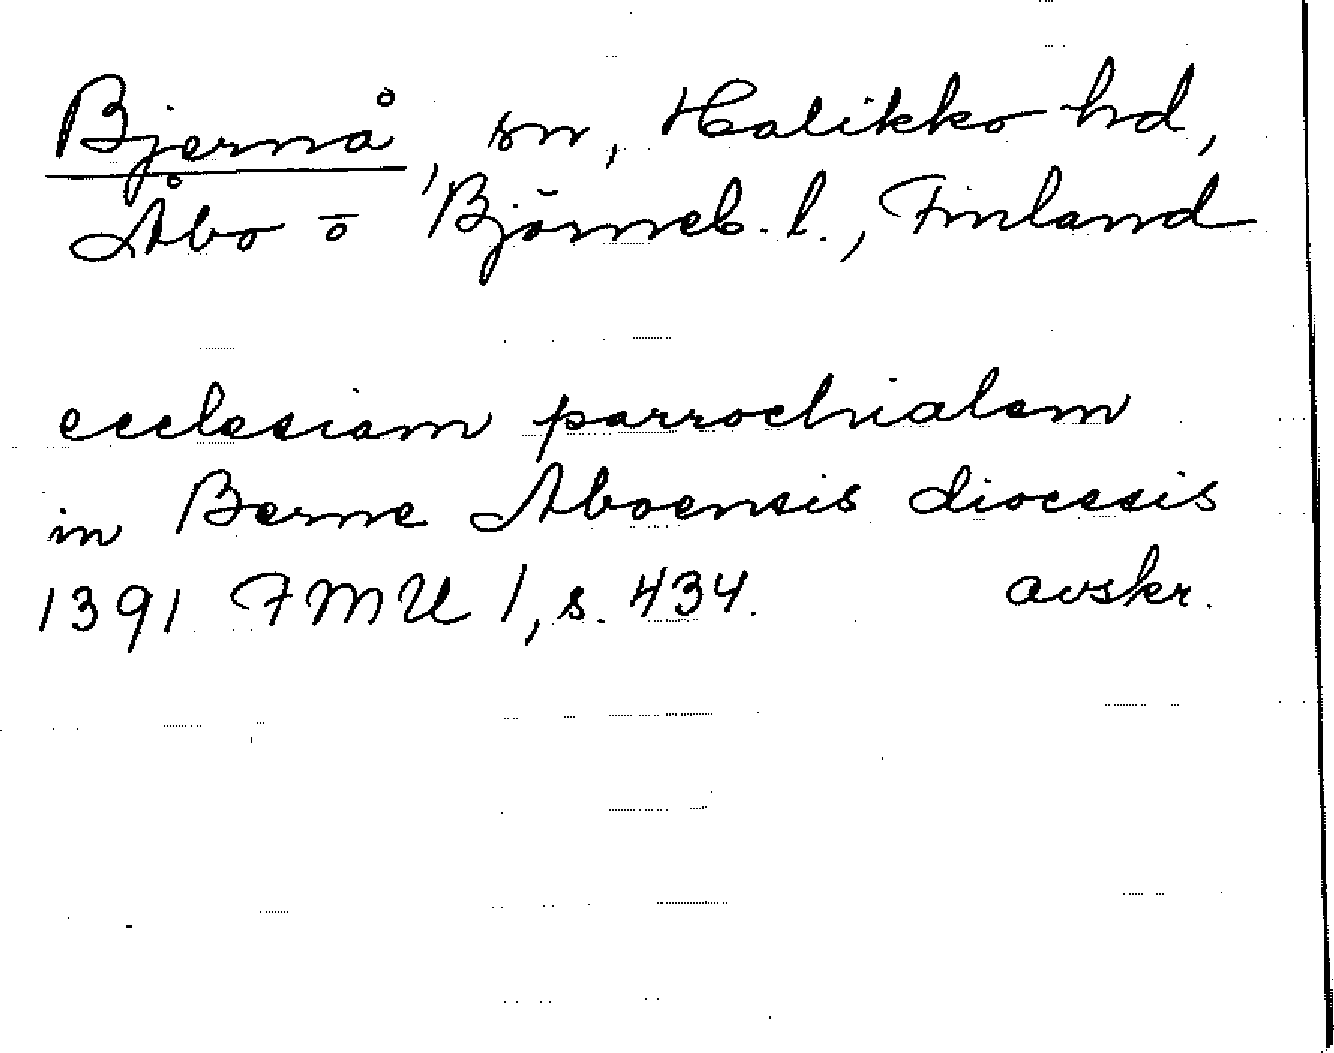 Bjernå, sn, Halikko hd,
Åbo o Björneb. l., Finland
ecclesiam parrochialem
in Berne Aboensis diocesis
1391 FMU 1, s. 434. avskr.